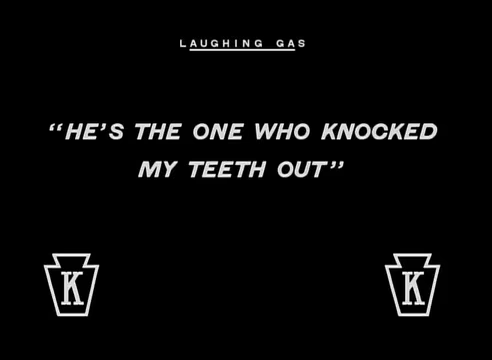 LAUGHING GAS
“HE’S THE ONE WHO KNOCKED
MY TEETH OUT”
K K